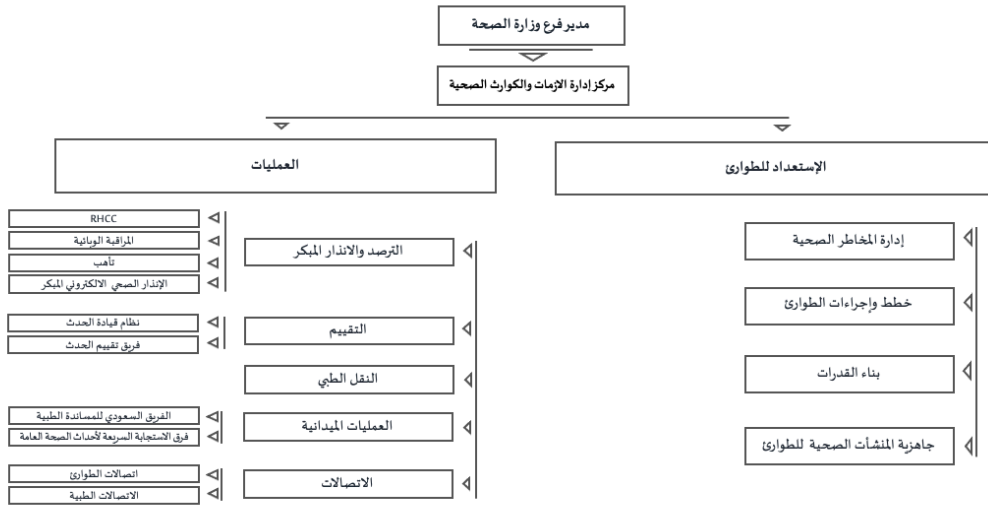 مدير فرع وزارة الصحة
مركز إدارة الازمات والكوارث الصحية
الإستعداد للطوارئ
إدارة المخاطر الصحية
خطط وإجراءات الطوارئ
بناء القدرات
جاهزية المنشأت الصحية للطوارئ
العمليات
الترصد والانذار المبكر
RHCC
المراقبة الوبائية
تأهب
الإنذار الصحي الالكتروني المبكر
التقييم
نظام قيادة الحدث
فريق تقييم الحدث
النقل الطبي
العمليات الميدانية
الفريق السعودي للمساندة الطبية
فرق الاستجابة السريعة لأحداث الصحة العامة
الاتصالات
اتصالات الطوارئ
الاتصالات الطبية